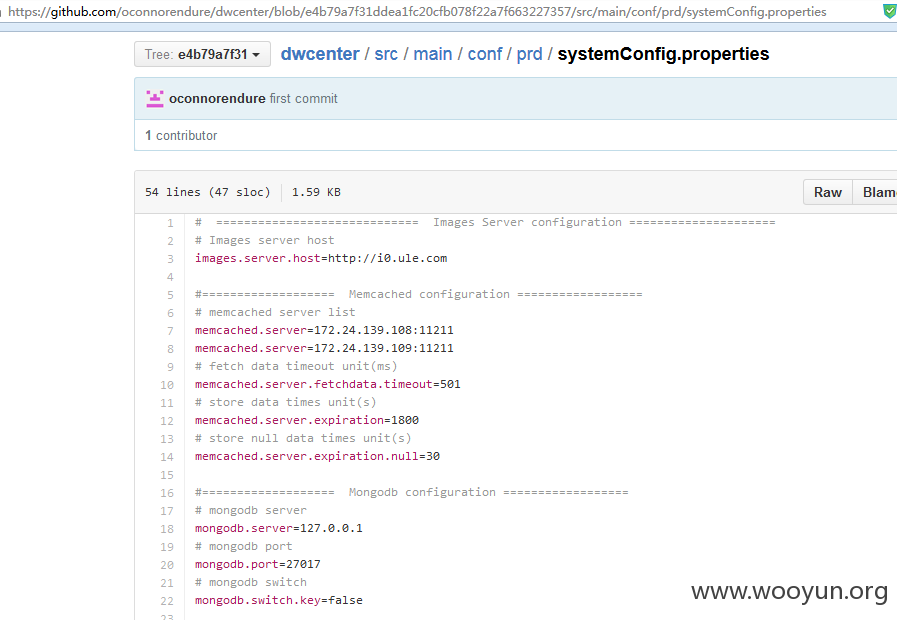 https://github.com/oconnorendure/dwcenter/blob/e4b79a7f31ddea1fc20cfb078f22a7f663227357/src/main/conf/prd/systemConfig.properties
Tree: e4b79a7f31 dwcenter / src / main / conf / prd / systemConfig.properties
oconnorendure first commit
1 contributor
54 lines (47 sloc) 1.59 KB Raw Blam
1 # ============================= Images Server configuration =====================
2 # Images server host
3 images.server.host=http://i0.ule.com
4
5 #=================== Memcached configuration ==================
6 # memcached server list
7 memcached.server=172.24.139.108:11211
8 memcached.server=172.24.139.109:11211
9 # fetch data timeout unit(ms)
10 memcached.server.fetchdata.timeout=501
11 # store data times unit(s)
12 memcached.server.expiration=1800
13 # store null data times unit(s)
14 memcached.server.expiration.null=30
15
16 #=================== Mongodb configuration ==================
17 # mongodb server
18 mongodb.server=127.0.0.1
19 # mongodb port
20 mongodb.port=27017
21 # mongodb switch
22 mongodb.switch.key=false
23
www.wooyun.org